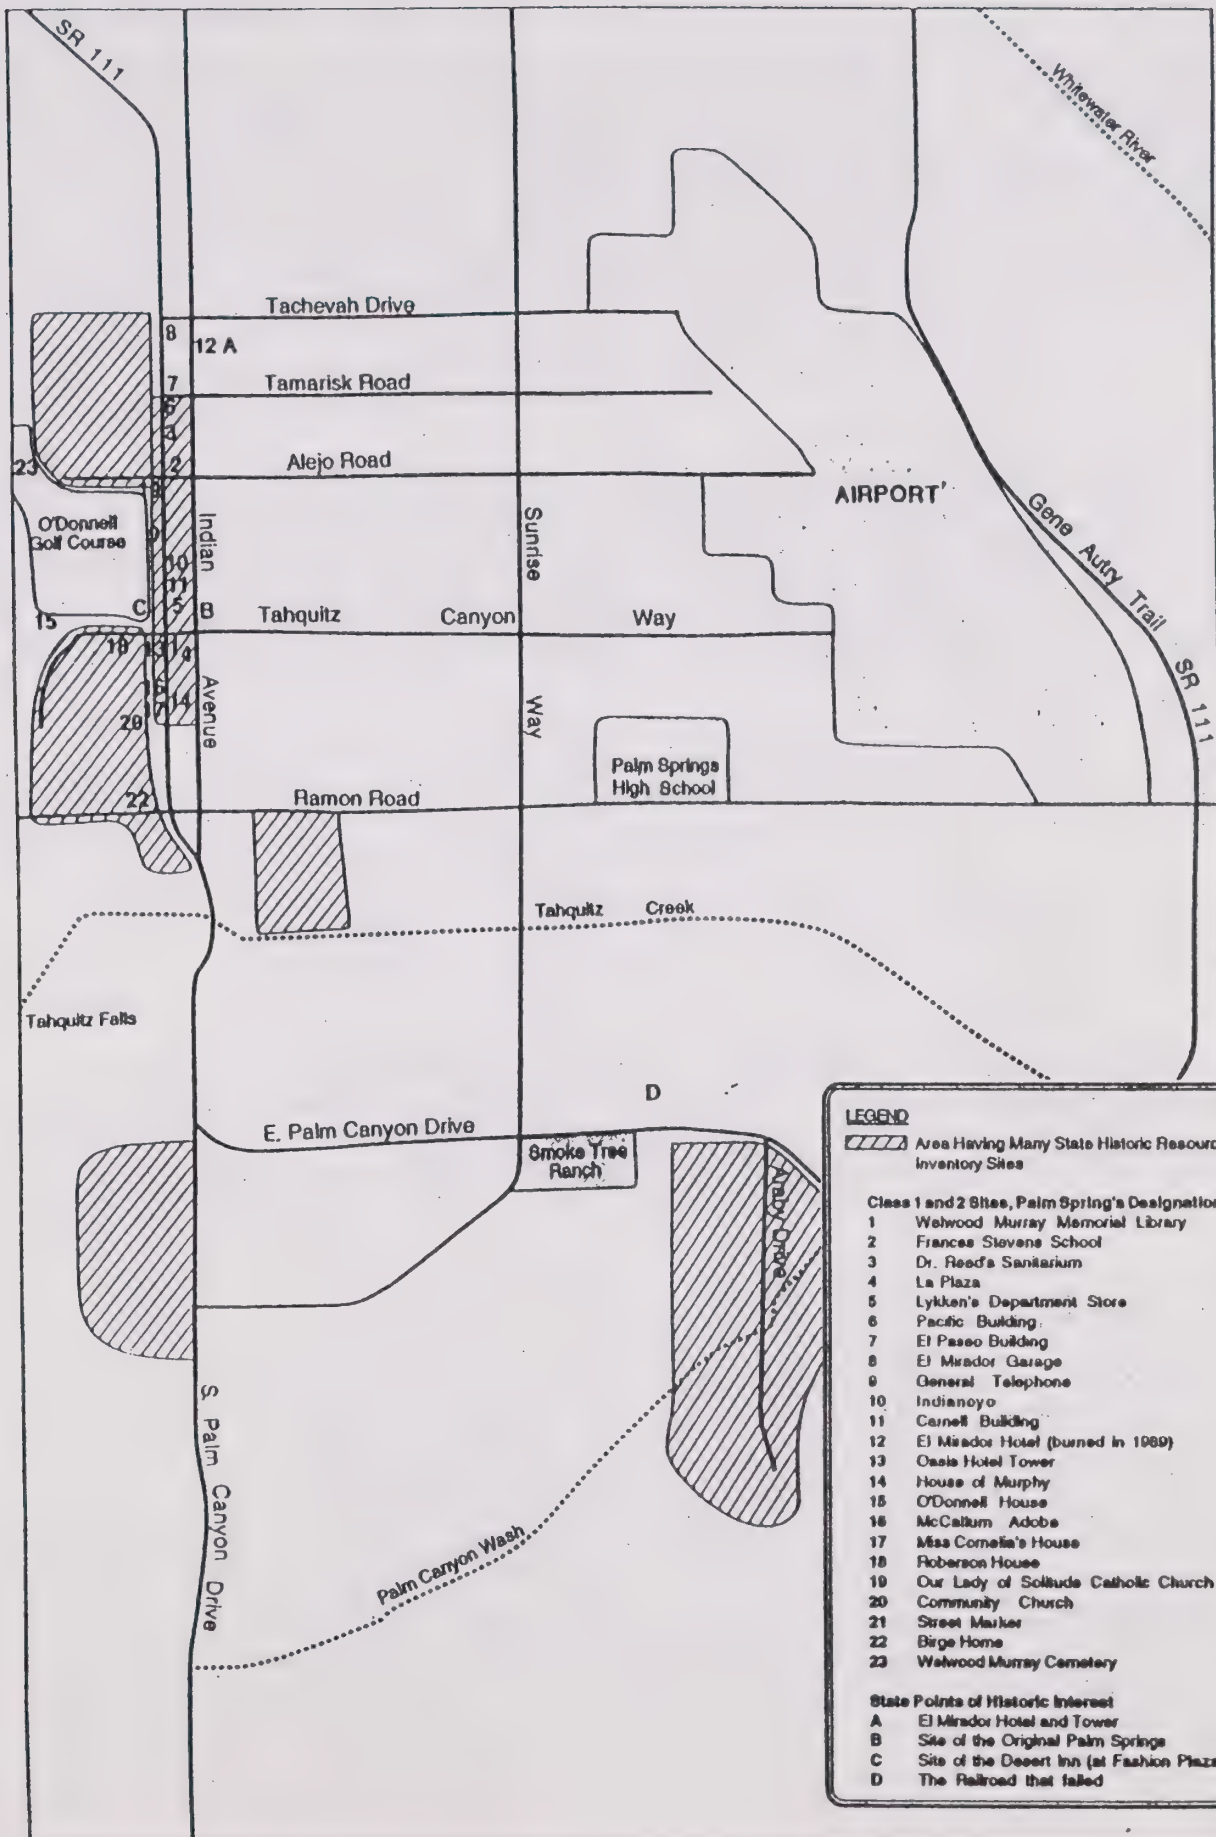 SR 111
Whitewater River
Tachevah Drive
8
12 A
7
Tamarisk Road
6
3
23
2
Alejo Road
AIRPORT
O'Donnell
Golf Course
9
Indian
Sunrise
Gene Autry Trail
10
11
C
5
B
15
Tahquitz Canyon Way
18
13
1
4
SR 111
16
14
17
Avenue
Way
20
Palm Springs
High School
22
Ramon Road
Tahquitz Creek
Tahquitz Falls
D
E. Palm Canyon Drive
Smoke Tree
Ranch
Araby Drive
S. Palm Canyon Drive
Palm Canyon Wash
LEGEND
Area Having Many State Historic Resourc
Inventory Sites
Class 1 and 2 Sites, Palm Spring's Designation
1 Welwood Murray Memorial Library
2 Frances Stevens School
3 Dr. Reed's Sanitarium
4 La Plaza
5 Lykken's Department Store
6 Pacific Building
7 El Paseo Building
8 El Mirador Garage
9 General Telephone
10 Indianoyo
11 Carnell Building
12 El Mirador Hotel (burned in 1989)
13 Oasis Hotel Tower
14 House of Murphy
15 O'Donnell House
16 McCallum Adobe
17 Miss Cornelia's House
18 Roberson House
19 Our Lady of Solitude Catholic Church
20 Community Church
21 Street Marker
22 Birge Home
23 Welwood Murray Cemetery
State Points of Historic Interest
A El Mirador Hotel and Tower
B Site of the Original Palm Springs
C Site of the Desert Inn (at Fashion Plaza
D The Railroad that failed